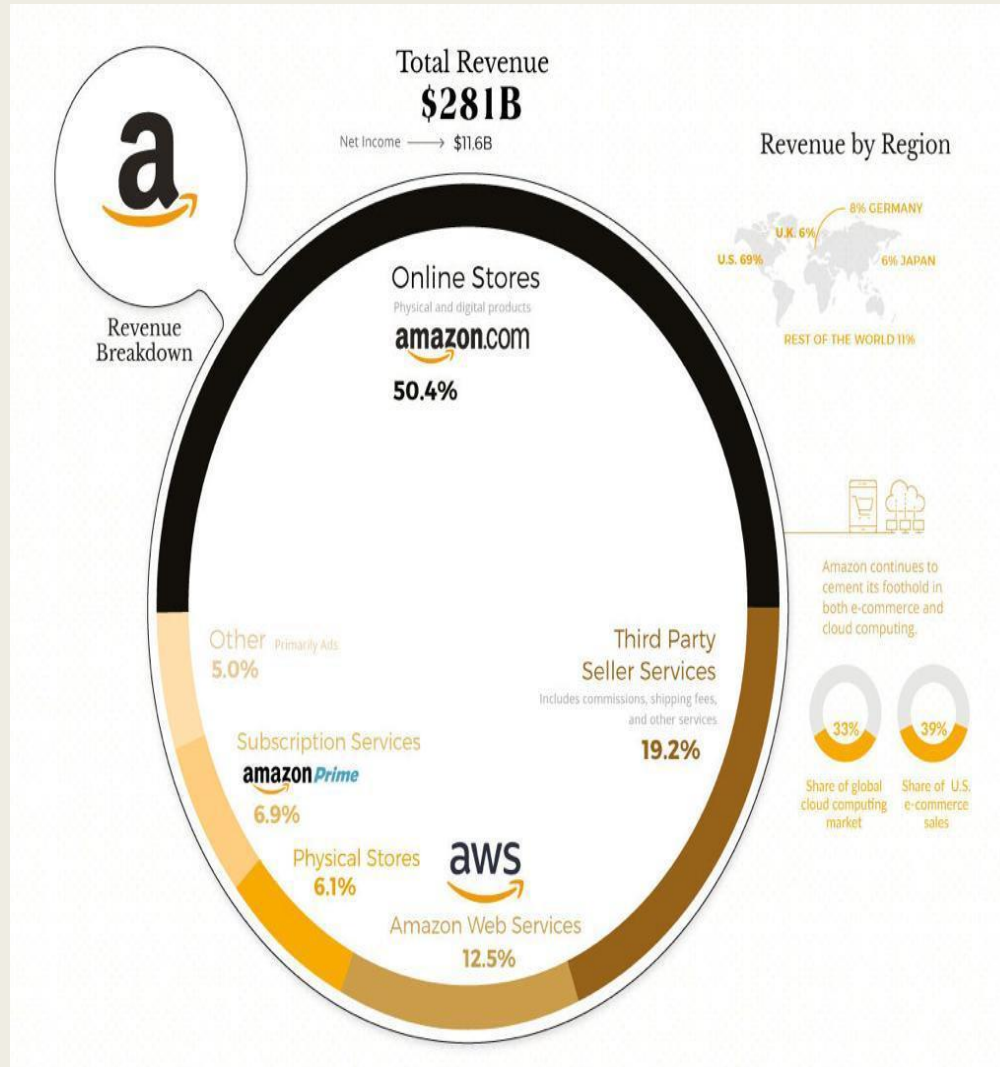 Total Revenue
$281B
Net Income $11.6B
a
Revenue
Breakdown
Revenue by Region
8% GERMANY
U.K. 6%
U.S. 69%
6% JAPAN
REST OF THE WORLD 11%
Online Stores
Physical and digital products
amazon.com
50.4%
Other Primarily Ads
5.0%
Third Party
Seller Services
Includes commissions, shipping fees,
and other services
19.2%
Subscription Services
amazon Prime
6.9%
Physical Stores
6.1%
aws
Amazon Web Services
12.5%
Amazon continues to
cement its foothold in
both e-commerce and
cloud computing.
33%
Share of global
cloud computing
market
39%
Share of U.S.
e-commerce
sales